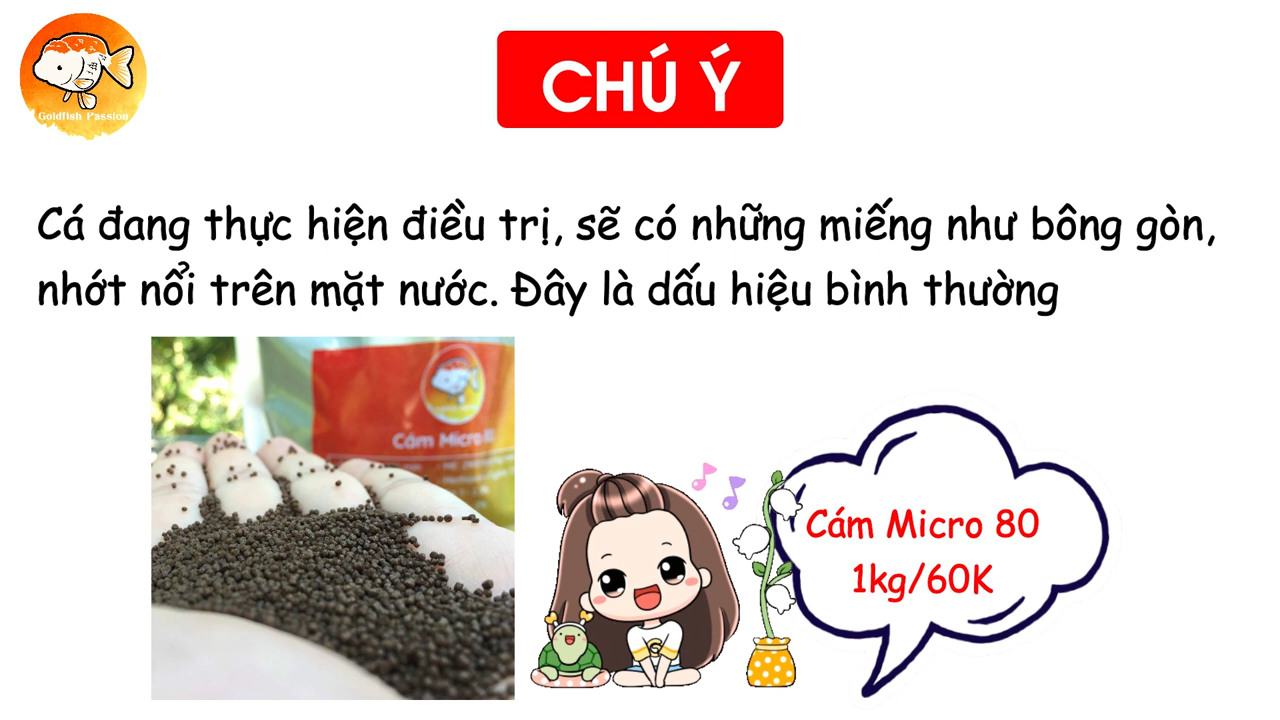 Goldfish Passion
CHÚ Ý
Cá đang thực hiện điều trị, sẽ có những miếng như bông gòn,
nhớt nổi trên mặt nước. Đây là dấu hiệu bình thường
Cám Micro
Cám Micro 80
1kg/60K